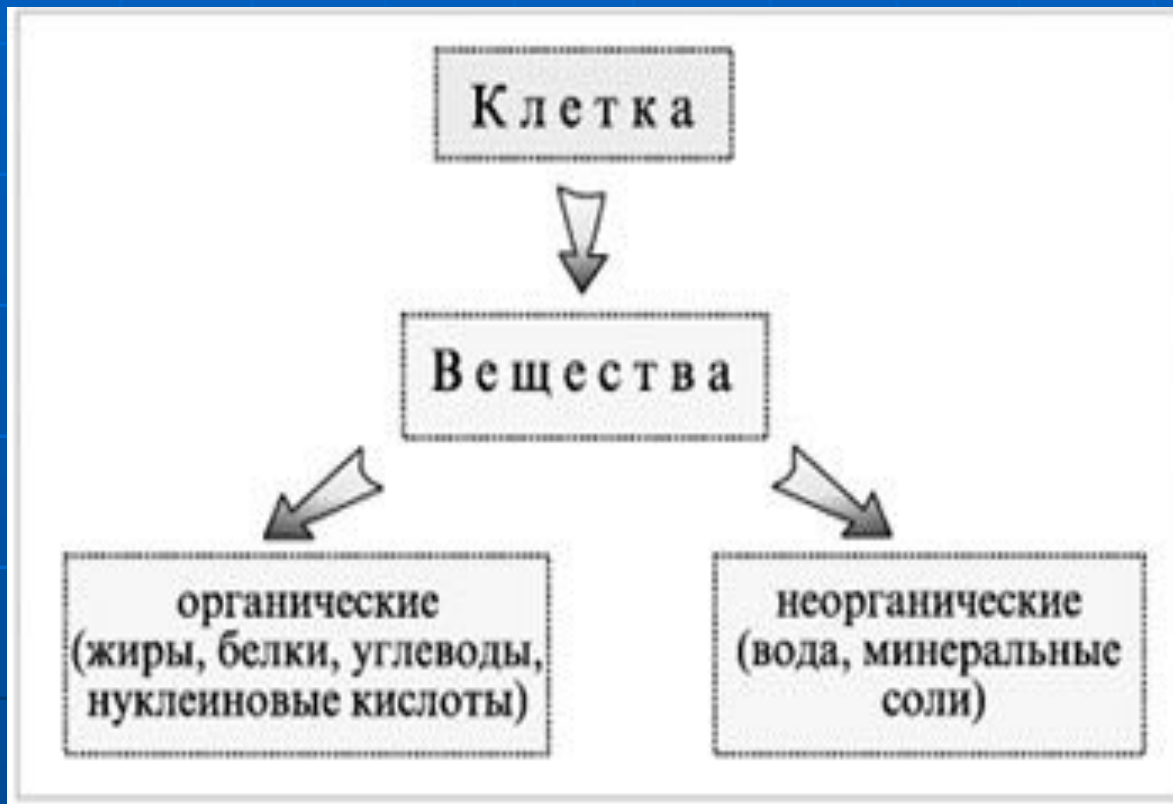 Клетка
Вещества
органические
(жиры, белки, углеводы,
нуклеиновые кислоты)
неорганические
(вода, минеральные
соли)